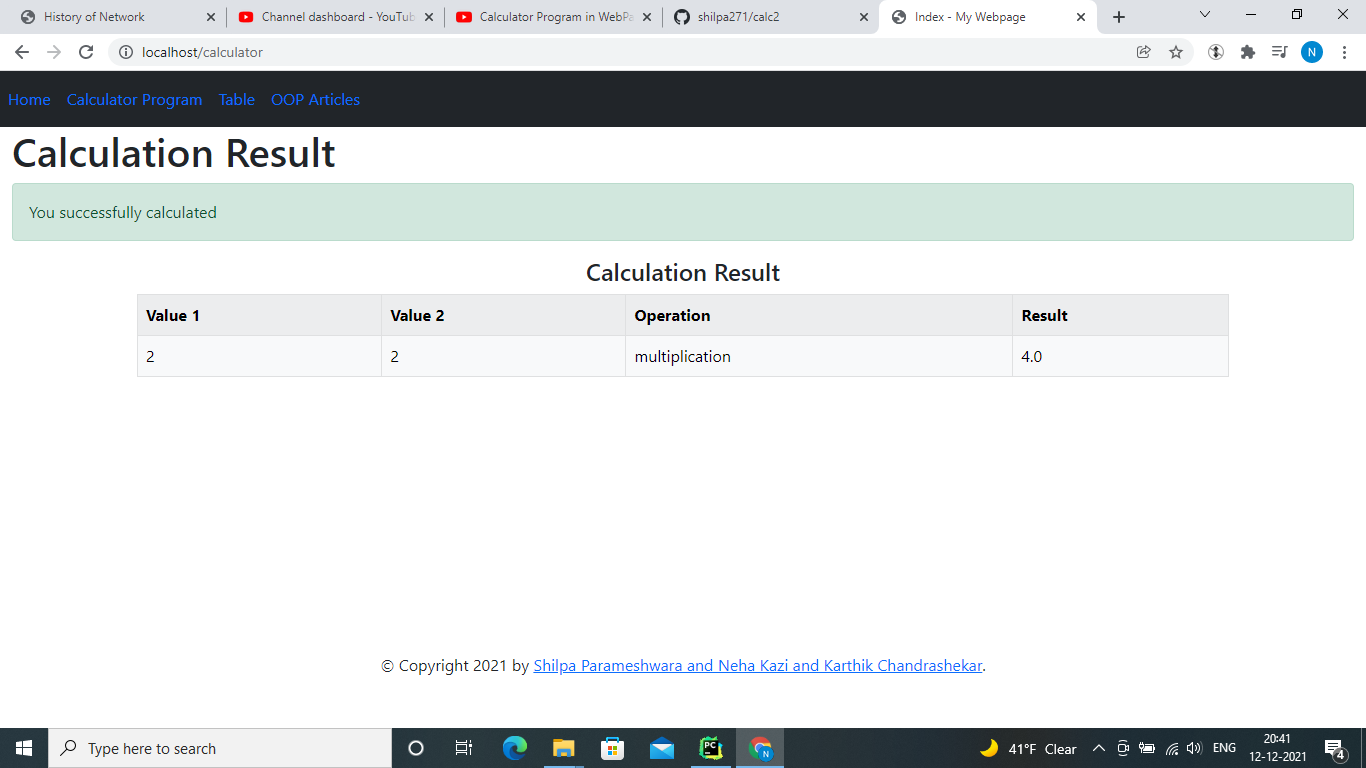 History of Network
Channel dashboard - YouTub
Calculator Program in WebPa
shilpa271/calc2
Index - My Webpage
localhost/calculator
N
Home Calculator Program Table OOP Articles
Calculation Result
You successfully calculated
Calculation Result
Value 1 Value 2 Operation Result
2 2 multiplication 4.0
© Copyright 2021 by Shilpa Parameshwara and Neha Kazi and Karthik Chandrashekar.
Type here to search
PC
N
41°F Clear
ENG
20:41
12-12-2021
4